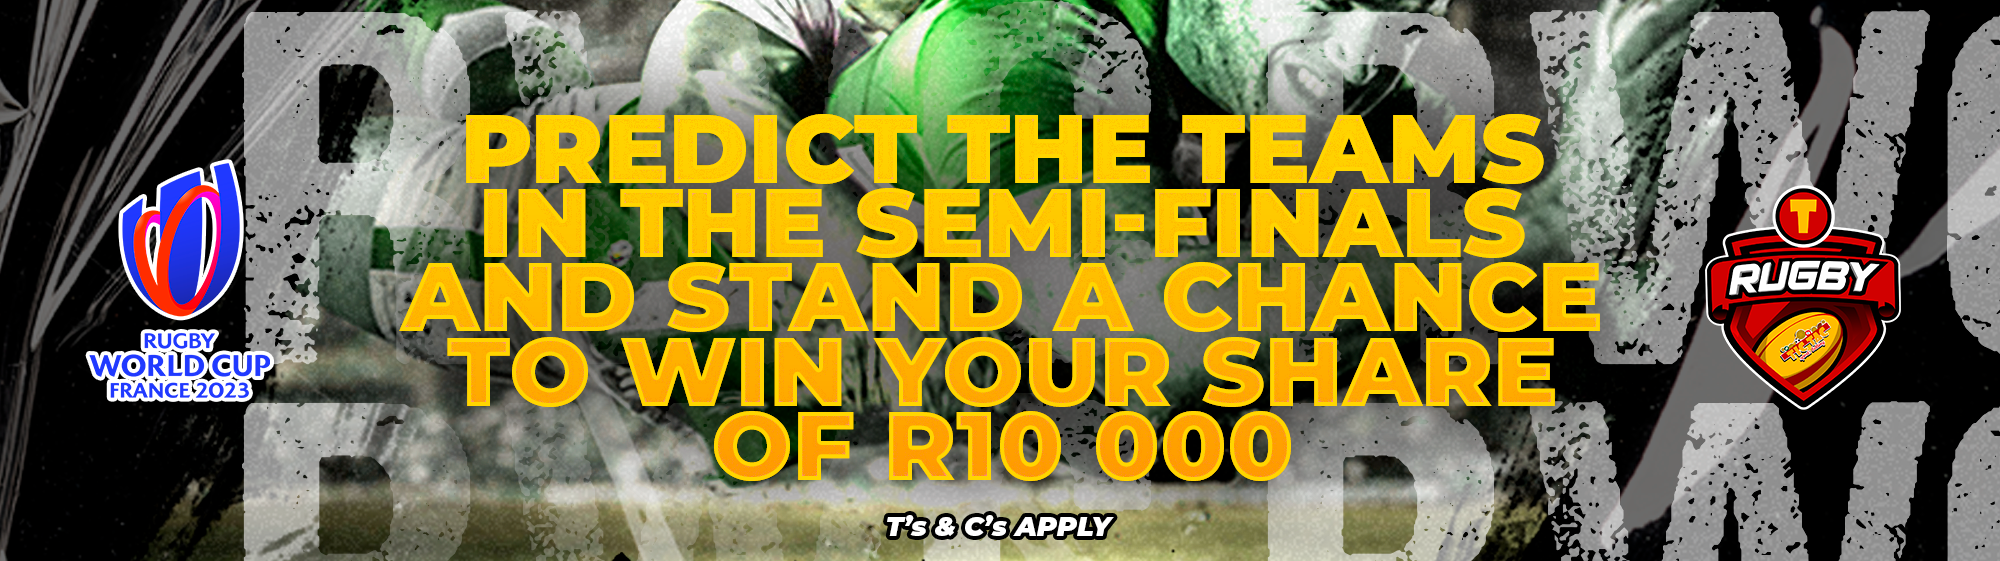 PREDICT THE TEAMS
IN THE SEMI-FINALS
AND STAND A CHANCE
TO WIN YOUR SHARE
OF R10 000
T's & C's APPLY
RUGBY
WORLD CUP
FRANCE 2023
T
RUGBY